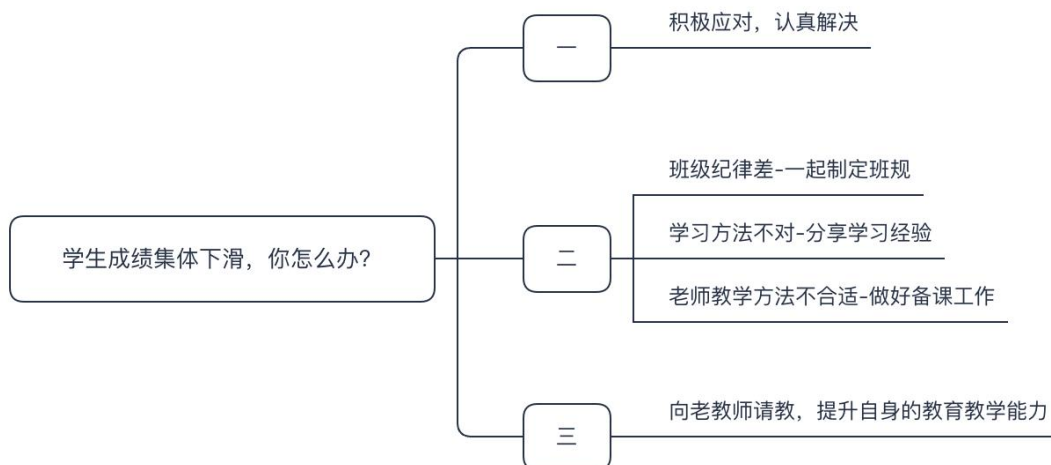 学生成绩集体下滑，你怎么办？
一
积极应对，认真解决
二
班级纪律差-一起制定班规
学习方法不对-分享学习经验
老师教学方法不合适-做好备课工作
三
向老教师请教，提升自身的教育教学能力